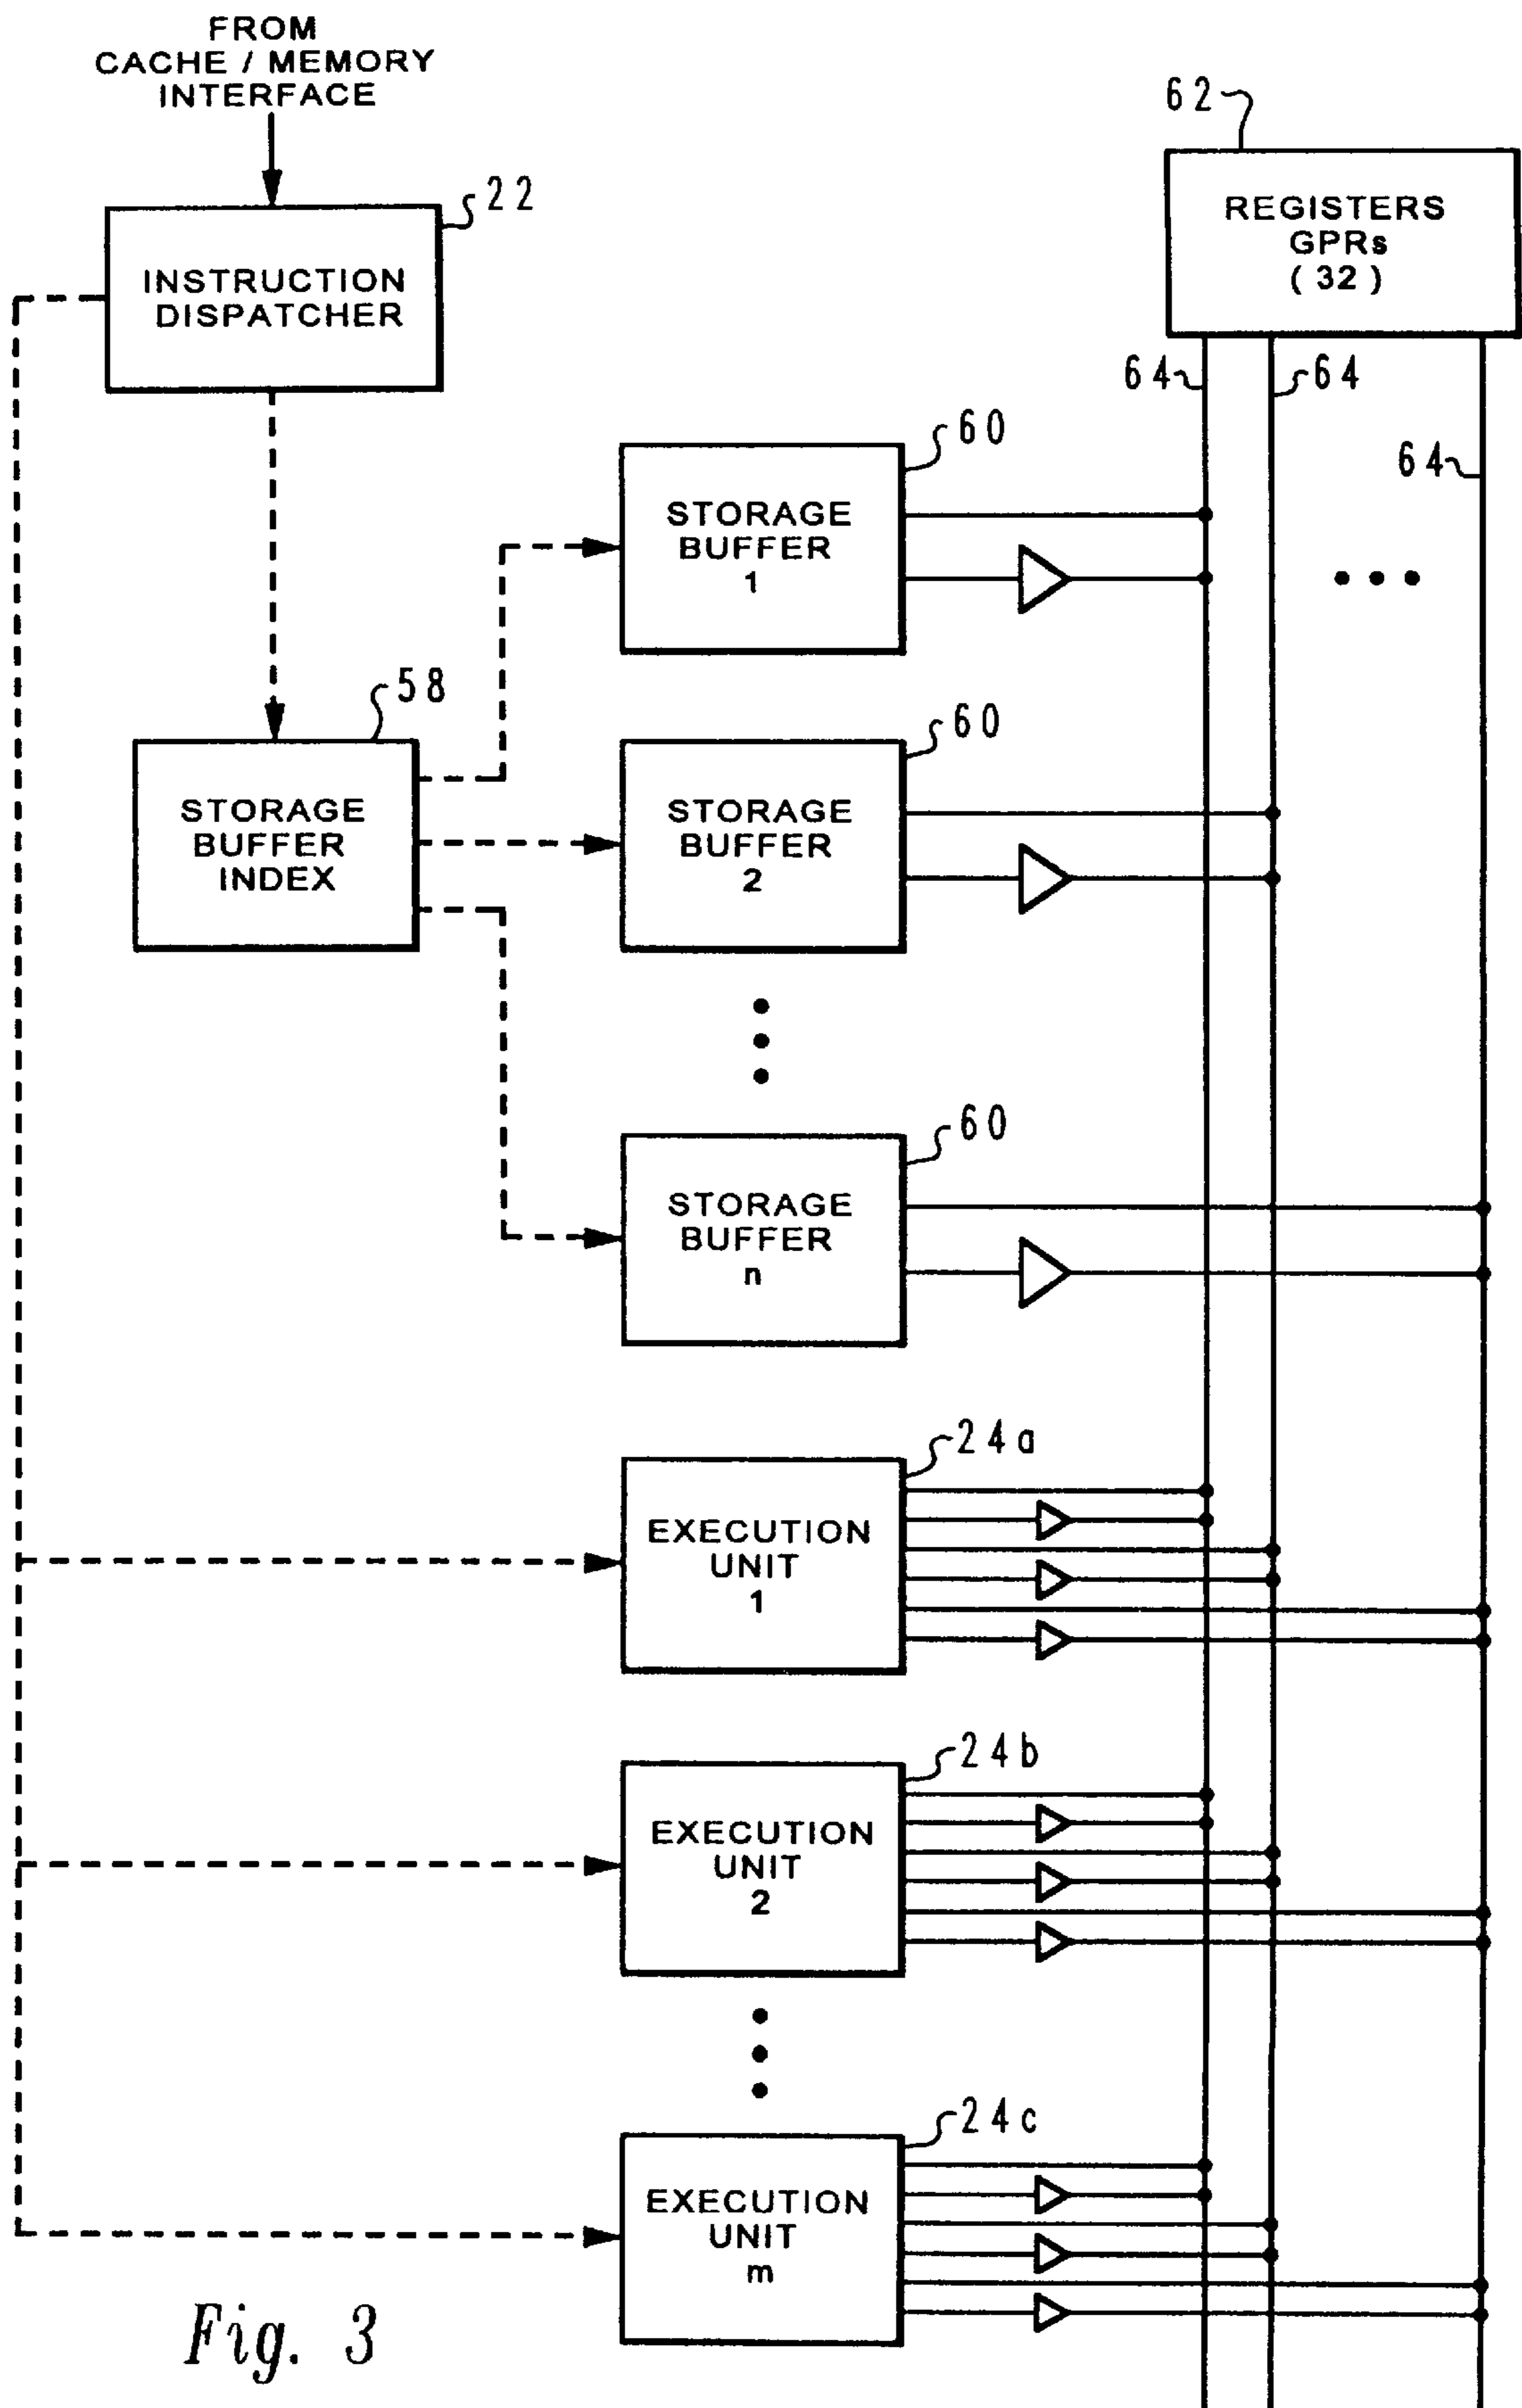 FROM
CACHE / MEMORY
INTERFACE
22
INSTRUCTION
DISPATCHER
62
REGISTERS
GPRs
( 32 )
64
64
64
60
STORAGE
BUFFER
1
58
STORAGE
BUFFER
INDEX
60
STORAGE
BUFFER
2
60
STORAGE
BUFFER
n
24a
EXECUTION
UNIT
1
24b
EXECUTION
UNIT
2
24c
EXECUTION
UNIT
m
Fig. 3